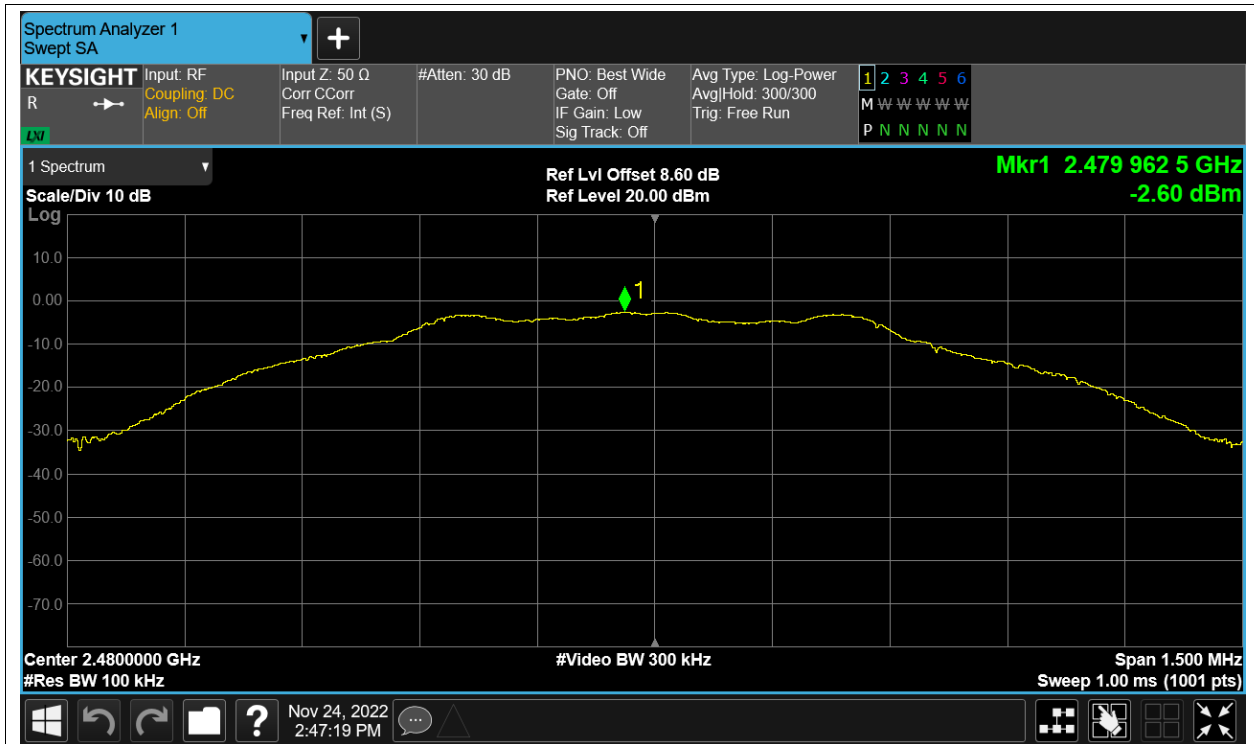 Spectrum Analyzer 1
Swept SA
KEYSIGHT
R
LXI
Input: RF
Coupling: DC
Align: Off
Input Z: 50 Ω
Corr CCorr
Freq Ref: Int (S)
#Atten: 30 dB
PNO: Best Wide
Gate: Off
IF Gain: Low
Sig Track: Off
Avg Type: Log-Power
Avg|Hold: 300/300
Trig: Free Run
1 2 3 4 5 6
M W W W W W
P N N N N N
1 Spectrum
Scale/Div 10 dB
Log
Ref Lvl Offset 8.60 dB
Ref Level 20.00 dBm
Mkr1 2.479 962 5 GHz
-2.60 dBm
10.0
0.00
-10.0
-20.0
-30.0
-40.0
-50.0
-60.0
-70.0
1
Center 2.4800000 GHz
#Res BW 100 kHz
#Video BW 300 kHz
Span 1.500 MHz
Sweep 1.00 ms (1001 pts)
?
Nov 24, 2022
2:47:19 PM